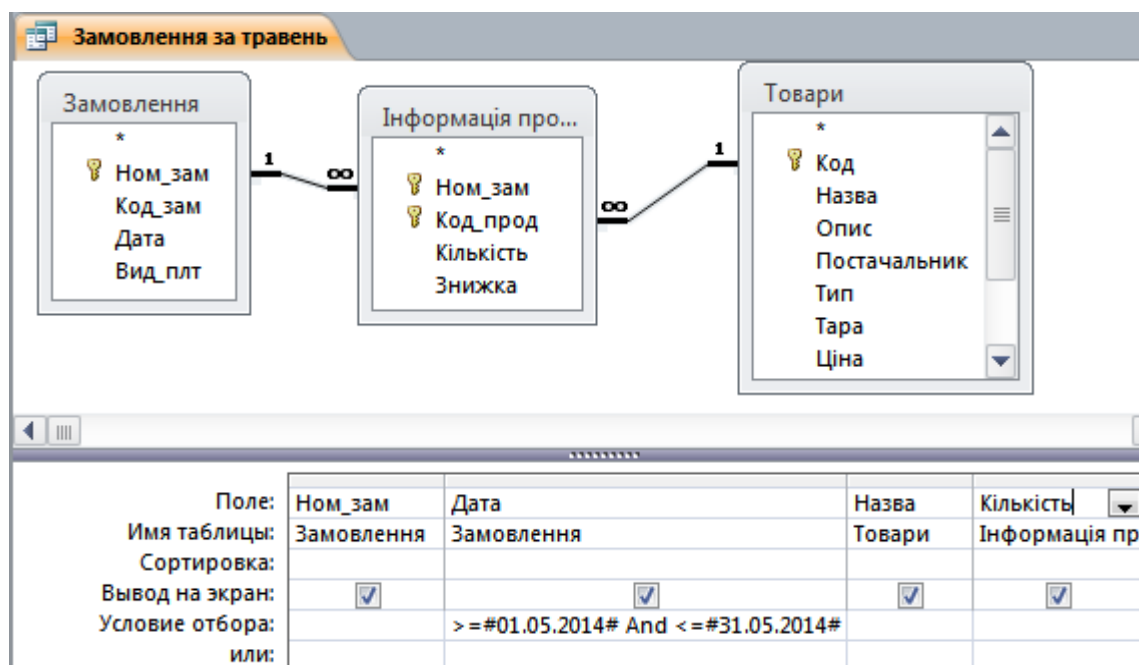 Замовлення за травень
Замовлення
*
Ном_зам
Код_зам
Дата
Вид_плт
1
∞
Інформація про...
*
Ном_зам
Код_прод
Кількість
Знижка
∞
1
Товари
*
Код
Назва
Опис
Постачальник
Тип
Тара
Ціна
Поле: Ном_зам Дата Назва Кількість
Имя таблицы: Замовлення Замовлення Товари Інформація пр
Сортировка:
Вывод на экран:
Условие отбора: >=#01.05.2014# And <=#31.05.2014#
или: